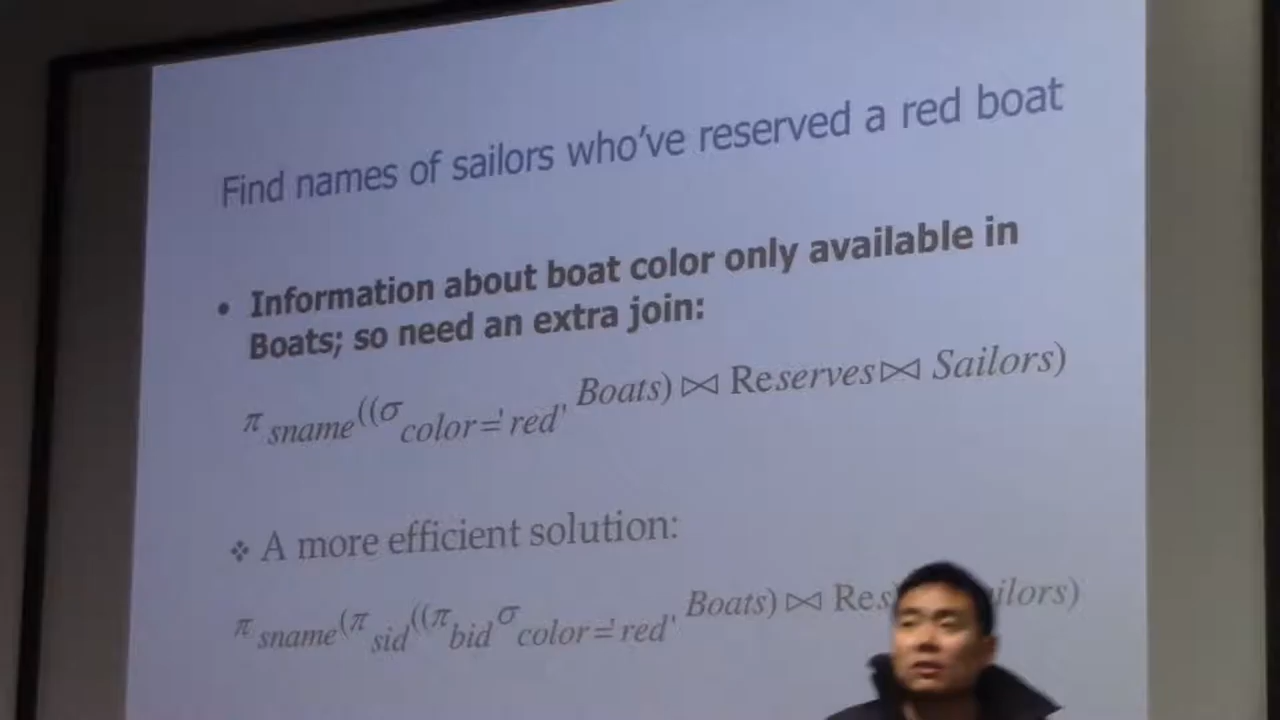 Find names of sailors who've reserved a red boat
• Information about boat color only available in
Boats; so need an extra join:
π sname((σ color='red' Boats) ⋈ Reserves ⋈ Sailors)
❖ A more efficient solution:
π sname(π sid((π bid σ color='red' Boats) ⋈ Res ilors)